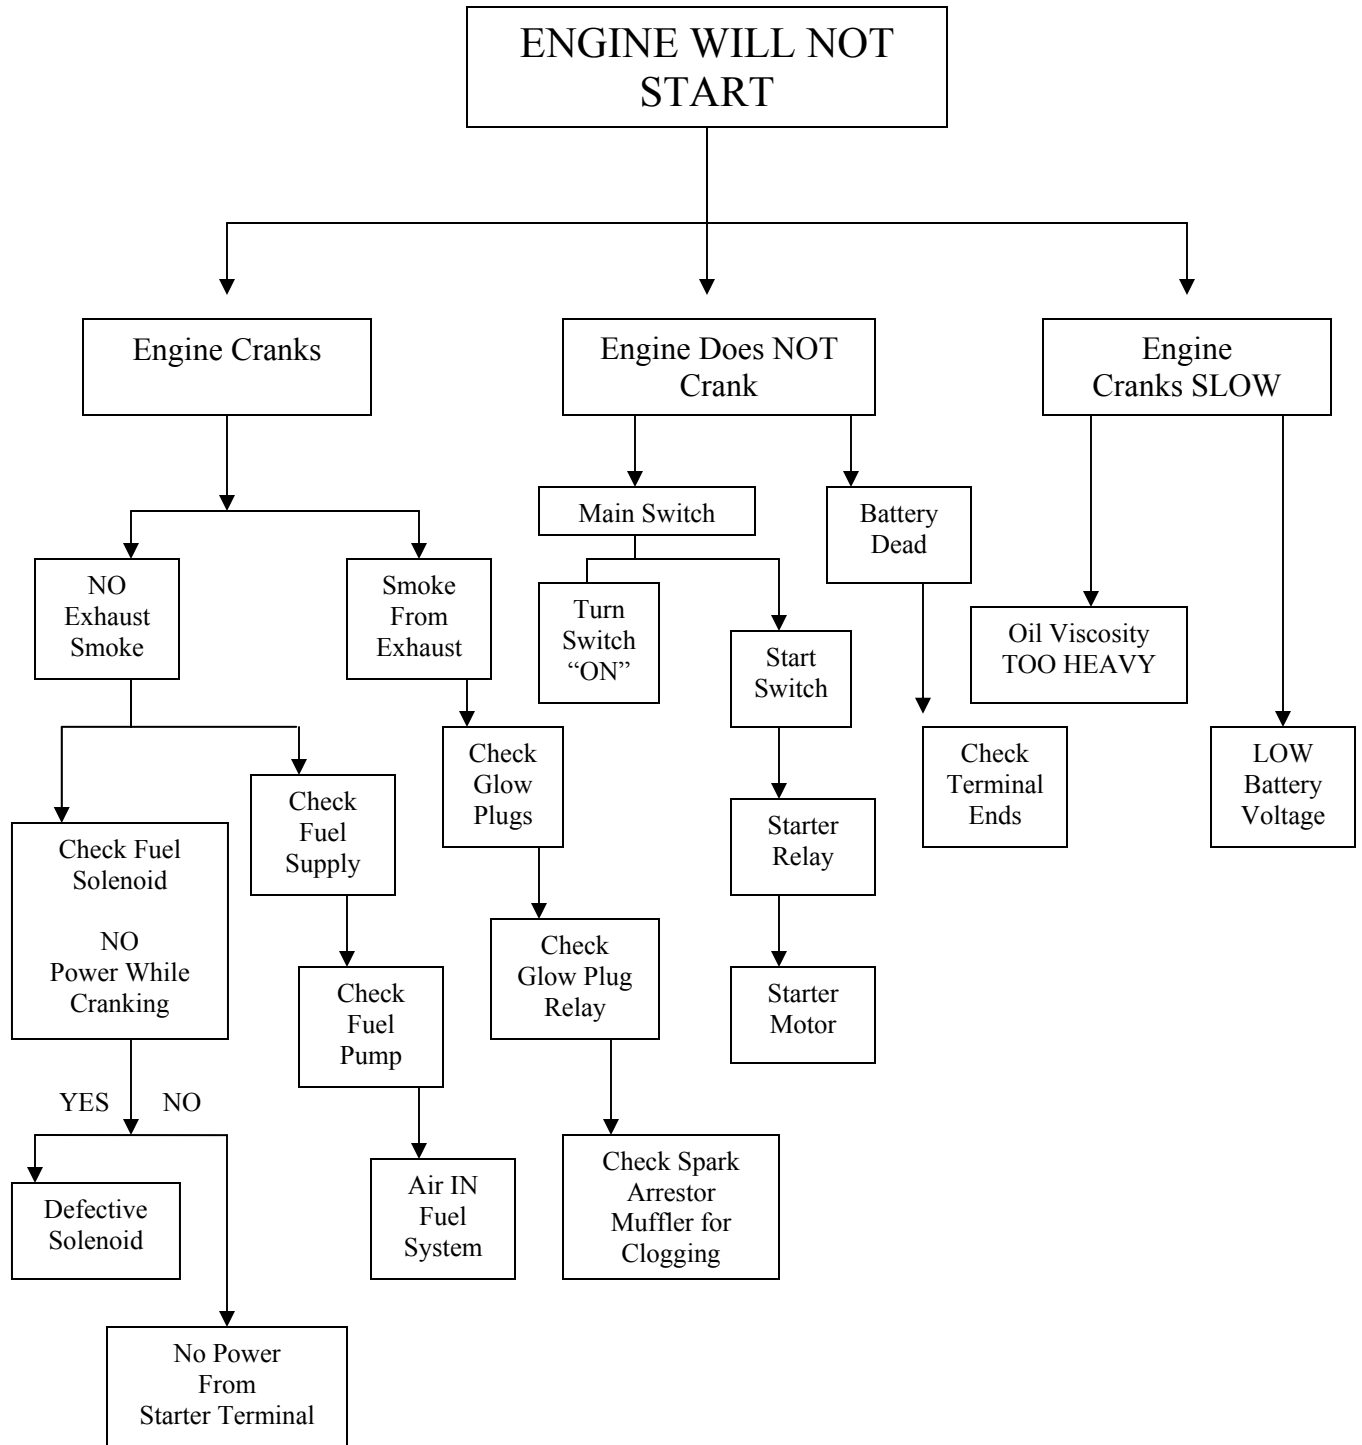 ENGINE WILL NOT
START
Engine Cranks
Engine Does NOT
Crank
Engine
Cranks SLOW
Main Switch
Battery
Dead
NO
Exhaust
Smoke
Smoke
From
Exhaust
Turn
Switch
“ON”
Start
Switch
Oil Viscosity
TOO HEAVY
Check
Glow
Plugs
Check
Terminal
Ends
LOW
Battery
Voltage
Check
Fuel
Supply
Starter
Relay
Check Fuel
Solenoid
NO
Power While
Cranking
Check
Glow Plug
Relay
Check
Fuel
Pump
Starter
Motor
YES NO
Check Spark
Arrestor
Muffler for
Clogging
Air IN
Fuel
System
Defective
Solenoid
No Power
From
Starter Terminal